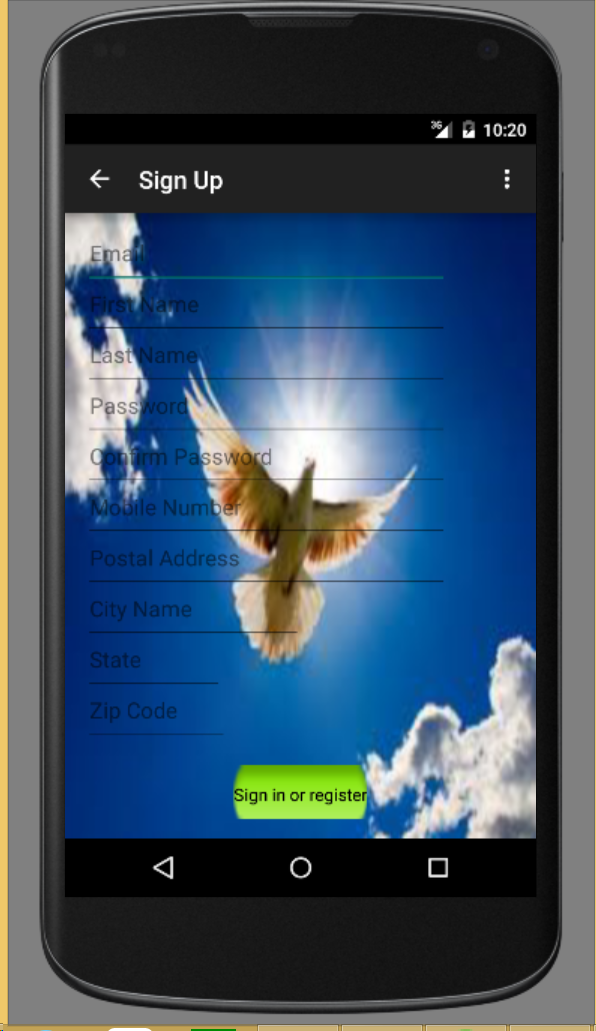 3G 10:20
Sign Up
Email
First Name
Last Name
Password
Confirm Password
Mobile Number
Postal Address
City Name
State
Zip Code
Sign in or register